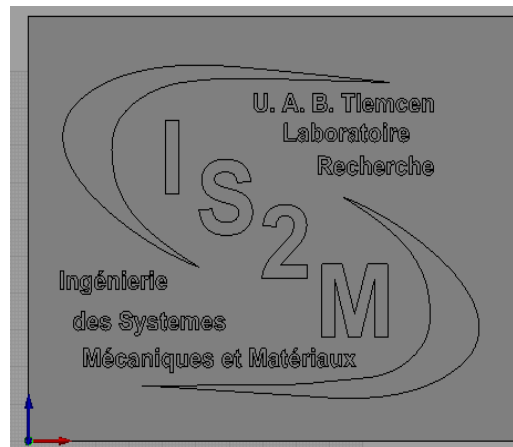 U. A. B. Tlemcen
Laboratoire
Recherche
IS2M
Ingénierie
des Systemes
Mécaniques et Matériaux